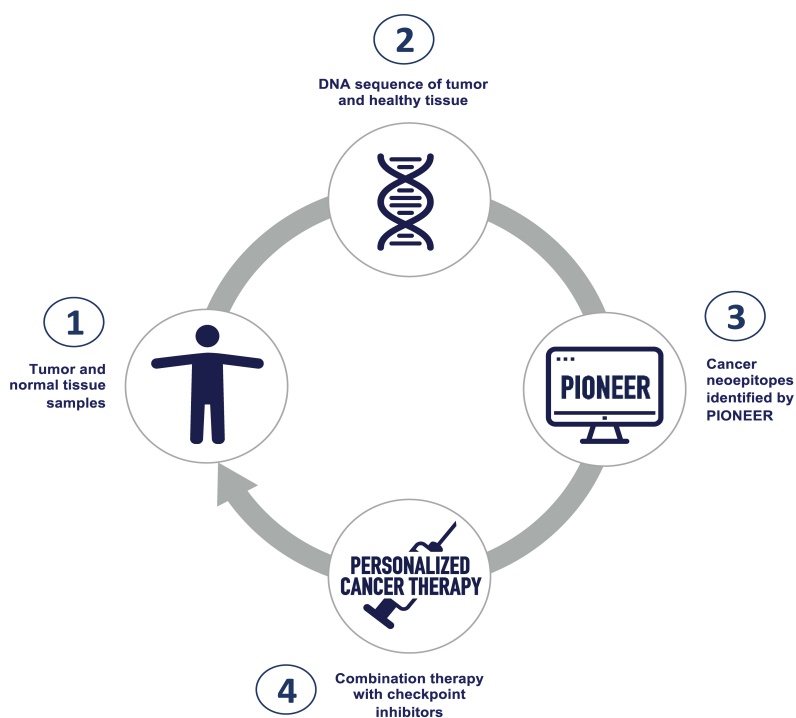 2
DNA sequence of tumor
and healthy tissue
1
Tumor and
normal tissue
samples
3
Cancer
neoepitopes
identified by
PIONEER
PIONEER
PERSONALIZED
CANCER THERAPY
4
Combination therapy
with checkpoint
inhibitors